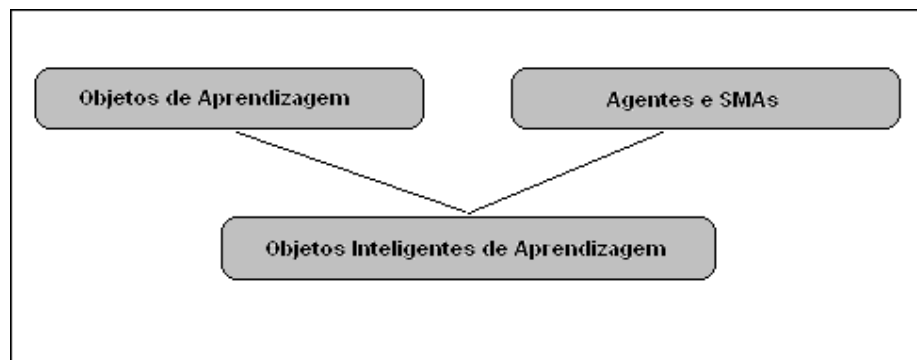 Objetos de Aprendizagem
Agentes e SMAs
Objetos Inteligentes de Aprendizagem